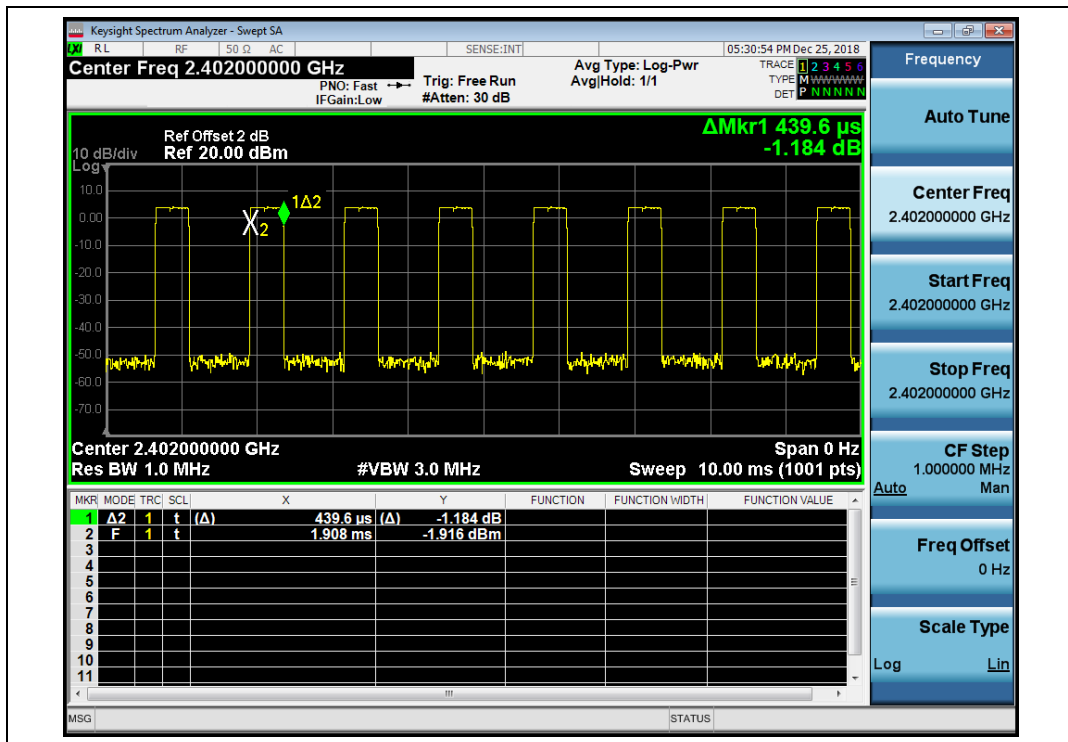 Keysight Spectrum Analyzer - Swept SA
LXI RL RF 50 Ω AC SENSE:INT 05:30:54 PM Dec 25, 2018
Center Freq 2.402000000 GHz
PNO: Fast
IFGain:Low
Trig: Free Run
#Atten: 30 dB
Avg Type: Log-Pwr
Avg|Hold: 1/1
TRACE 1 2 3 4 5 6
TYPE M WWWWW
DET P N N N N N
ΔMkr1 439.6 µs
-1.184 dB
Ref Offset 2 dB
10 dB/div Ref 20.00 dBm
Log
10.0
0.00
-10.0
-20.0
-30.0
-40.0
-50.0
-60.0
-70.0
1Δ2
X2
Center 2.402000000 GHz Span 0 Hz
Res BW 1.0 MHz #VBW 3.0 MHz Sweep 10.00 ms (1001 pts)
MKR MODE TRC SCL X Y FUNCTION FUNCTION WIDTH FUNCTION VALUE
1 Δ2 1 t (Δ) 439.6 µs (Δ) -1.184 dB
2 F 1 t 1.908 ms -1.916 dBm
3
4
5
6
7
8
9
10
11
MSG STATUS
Frequency
Auto Tune
Center Freq
2.402000000 GHz
Start Freq
2.402000000 GHz
Stop Freq
2.402000000 GHz
CF Step
1.000000 MHz
Auto Man
Freq Offset
0 Hz
Scale Type
Log Lin